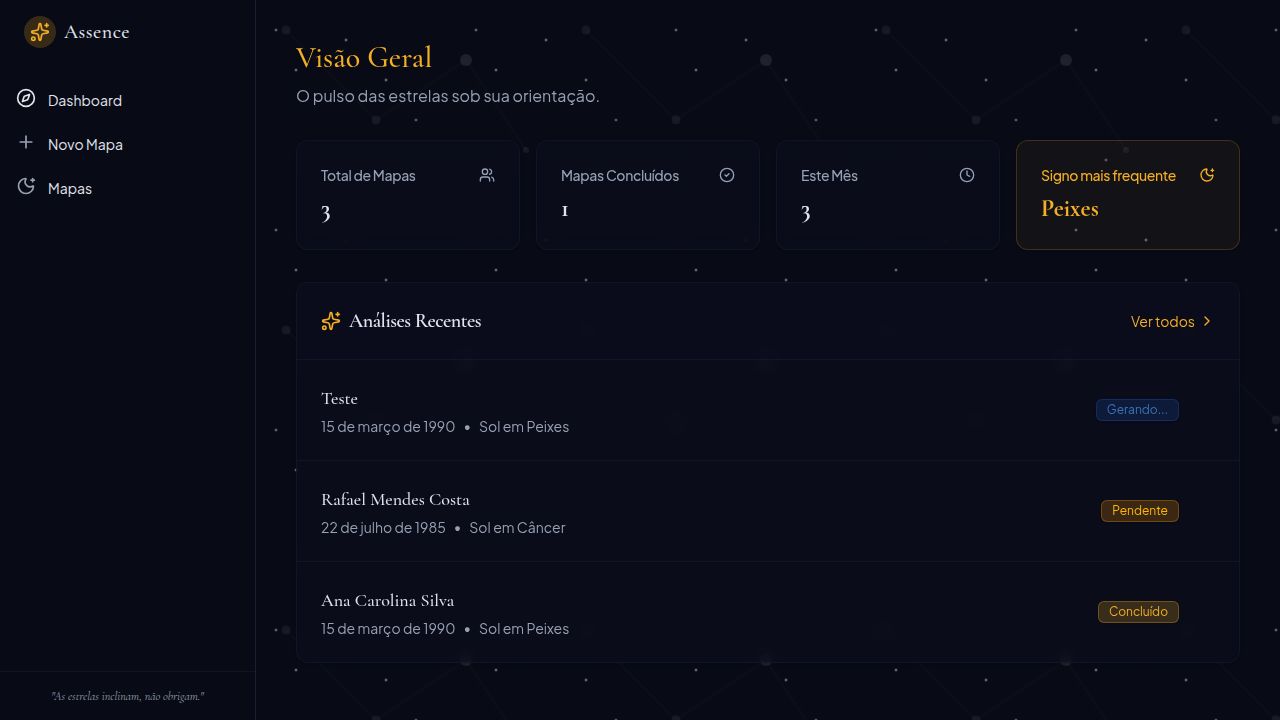 Assence
Dashboard
Novo Mapa
Mapas
"As estrelas inclinam, não obrigam."
Visão Geral
O pulso das estrelas sob sua orientação.
Total de Mapas
3
Mapas Concluídos
1
Este Mês
3
Signo mais frequente
Peixes
Análises Recentes
Ver todos
Teste
15 de março de 1990 • Sol em Peixes
Gerando...
Rafael Mendes Costa
22 de julho de 1985 • Sol em Câncer
Pendente
Ana Carolina Silva
15 de março de 1990 • Sol em Peixes
Concluído